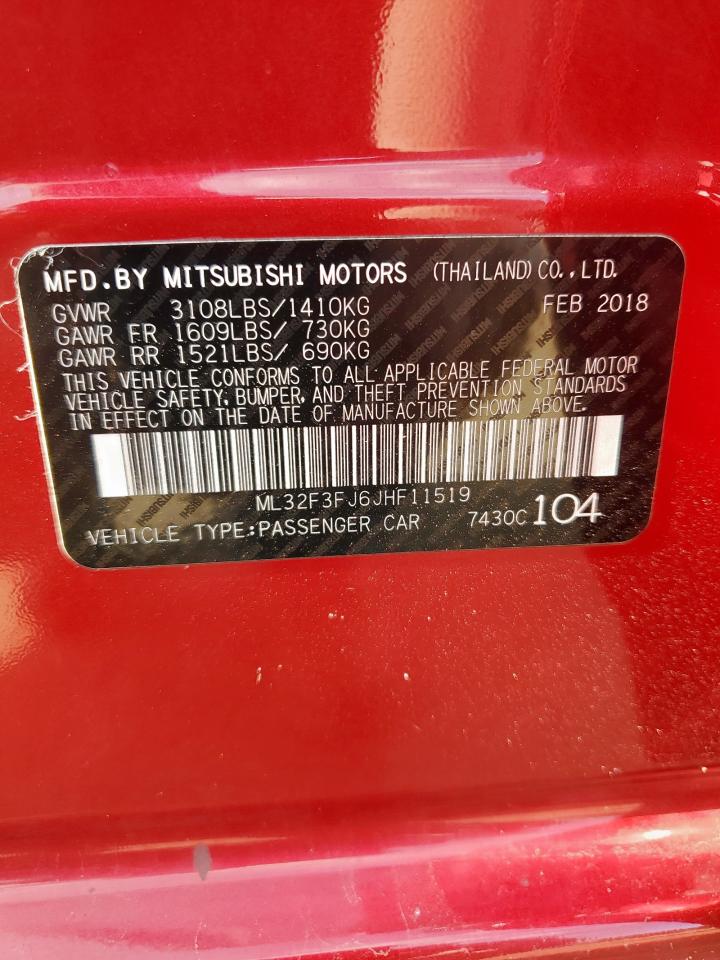 MFD.BY MITSUBISHI MOTORS (THAILAND) CO.,LTD.
GVWR 3108LBS/1410KG FEB 2018
GAWR FR 1609LBS/ 730KG
GAWR RR 1521LBS/ 690KG
THIS VEHICLE CONFORMS TO ALL APPLICABLE FEDERAL MOTOR
VEHICLE SAFETY, BUMPER, AND THEFT PREVENTION STANDARDS
IN EFFECT ON THE DATE OF MANUFACTURE SHOWN ABOVE.
ML32F3FJ6JHF11519
VEHICLE TYPE:PASSENGER CAR 7430C 104